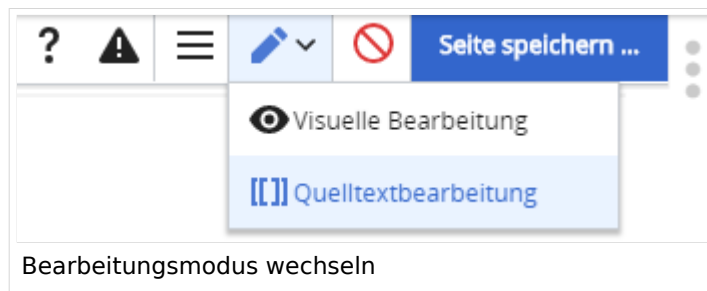 ? Seite speichern ...
Visuelle Bearbeitung
[[ ]] Quelltextbearbeitung
Bearbeitungsmodus wechseln